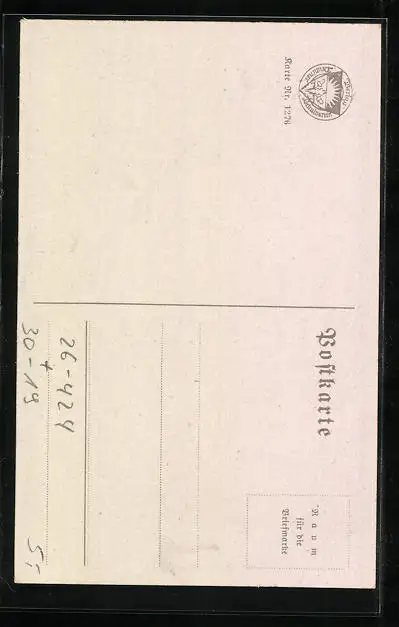 Karte Nr. 1276
Postkarte
Raum
für die
Briefmarke
26-424
30-19
5,-